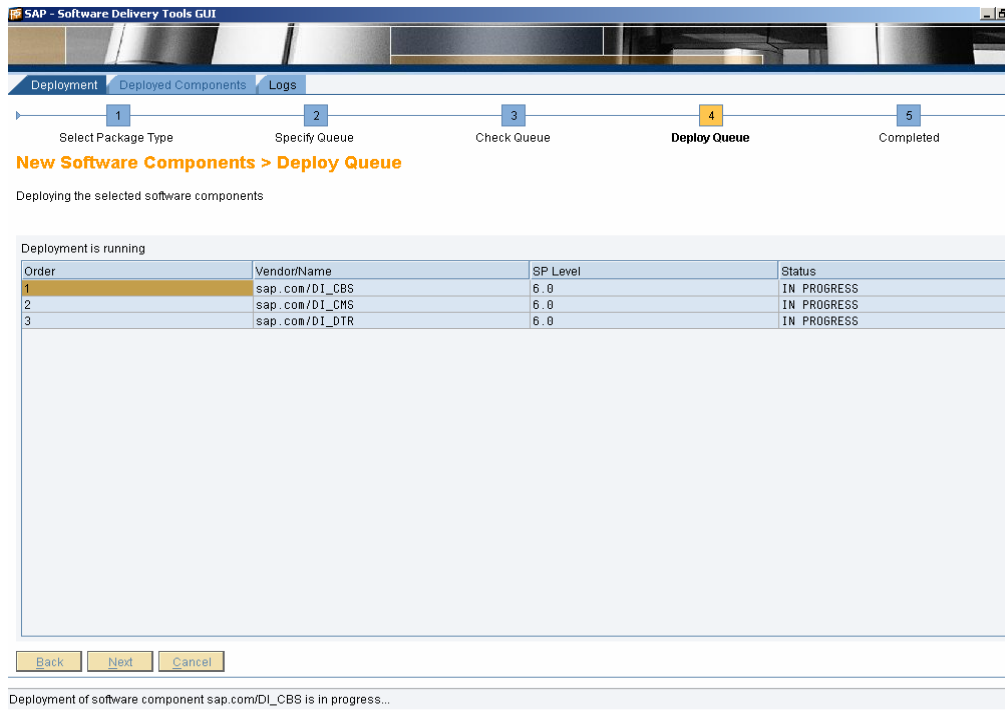 SAP - Software Delivery Tools GUI
Deployment Deployed Components Logs
1 2 3 4 5
Select Package Type Specify Queue Check Queue Deploy Queue Completed
New Software Components > Deploy Queue
Deploying the selected software components
Deployment is running
Order Vendor/Name SP Level Status
1 sap.com/DI_CBS 6.0 IN PROGRESS
2 sap.com/DI_CMS 6.0 IN PROGRESS
3 sap.com/DI_DTR 6.0 IN PROGRESS
Back Next Cancel
Deployment of software component sap.com/DI_CBS is in progress...